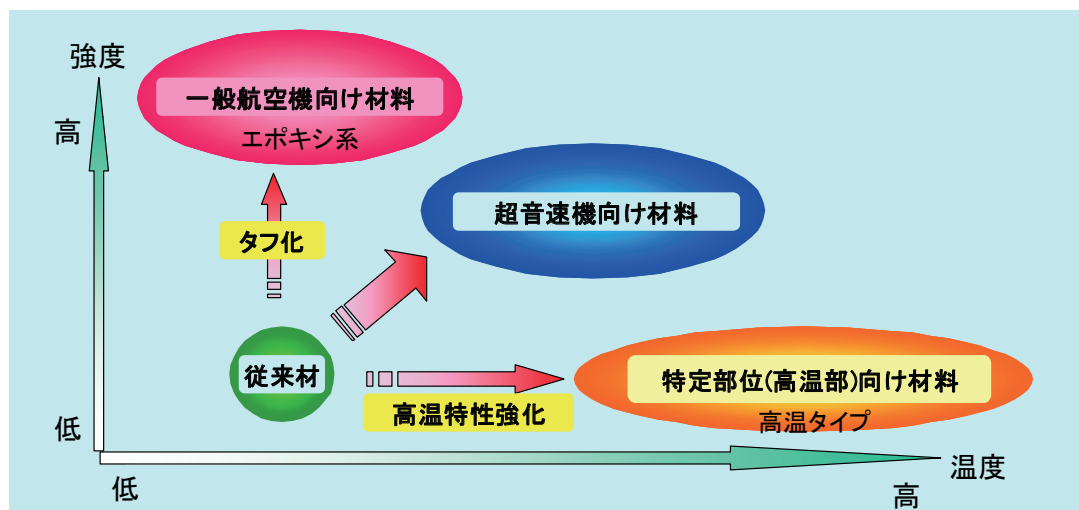 強度
高
一般航空機向け材料
エポキシ系
超音速機向け材料
タフ化
従来材
特定部位(高温部)向け材料
高温タイプ
高温特性強化
低
低
高
温度